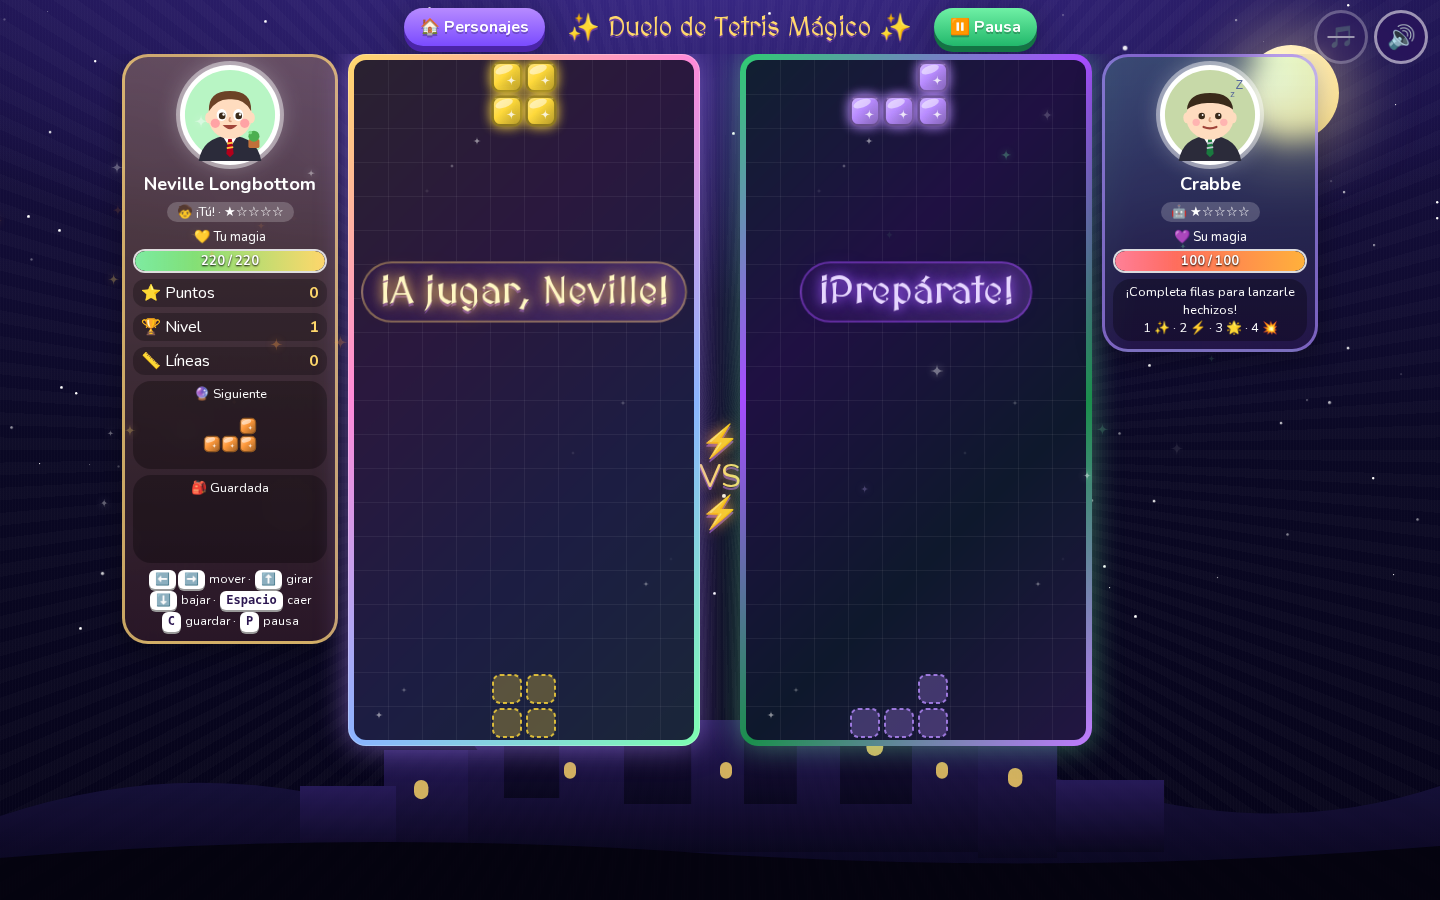 🏠 Personajes
✨ Duelo de Tetris Mágico ✨
⏸️ Pausa
Neville Longbottom
🧒 ¡Tú! · ★☆☆☆☆
💛 Tu magia
220 / 220
⭐ Puntos 0
🏆 Nivel 1
📏 Líneas 0
🔮 Siguiente
🎒 Guardada
⬅️ ➡️ mover · ⬆️ girar
⬇️ bajar · Espacio caer
C guardar · P pausa
¡A jugar, Neville!
⚡
VS
⚡
¡Prepárate!
z Z
Crabbe
🤖 ★☆☆☆☆
💜 Su magia
100 / 100
¡Completa filas para lanzarle
hechizos!
1 ✨ · 2 ⚡ · 3 🌟 · 4 💥